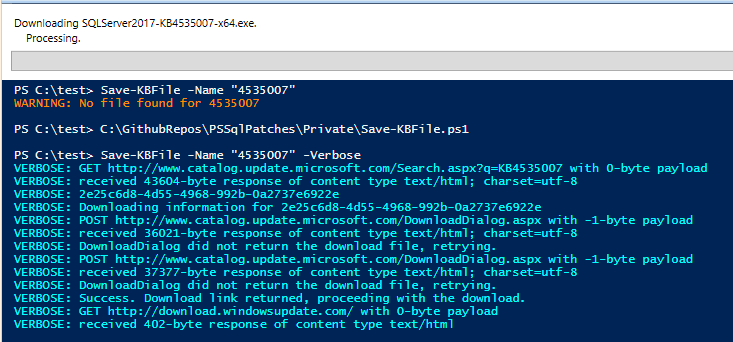 Downloading SQLServer2017-KB4535007-x64.exe.
Processing.
PS C:\test> Save-KBFile -Name "4535007"
WARNING: No file found for 4535007
PS C:\test> C:\GithubRepos\PSSqlPatches\Private\Save-KBFile.ps1
PS C:\test> Save-KBFile -Name "4535007" -Verbose
VERBOSE: GET http://www.catalog.update.microsoft.com/Search.aspx?q=KB4535007 with 0-byte payload
VERBOSE: received 43604-byte response of content type text/html; charset=utf-8
VERBOSE: 2e25c6d8-4d55-4968-992b-0a2737e6922e
VERBOSE: Downloading information for 2e25c6d8-4d55-4968-992b-0a2737e6922e
VERBOSE: POST http://www.catalog.update.microsoft.com/DownloadDialog.aspx with -1-byte payload
VERBOSE: received 36021-byte response of content type text/html; charset=utf-8
VERBOSE: DownloadDialog did not return the download file, retrying.
VERBOSE: POST http://www.catalog.update.microsoft.com/DownloadDialog.aspx with -1-byte payload
VERBOSE: received 37377-byte response of content type text/html; charset=utf-8
VERBOSE: DownloadDialog did not return the download file, retrying.
VERBOSE: Success. Download link returned, proceeding with the download.
VERBOSE: GET http://download.windowsupdate.com/ with 0-byte payload
VERBOSE: received 402-byte response of content type text/html